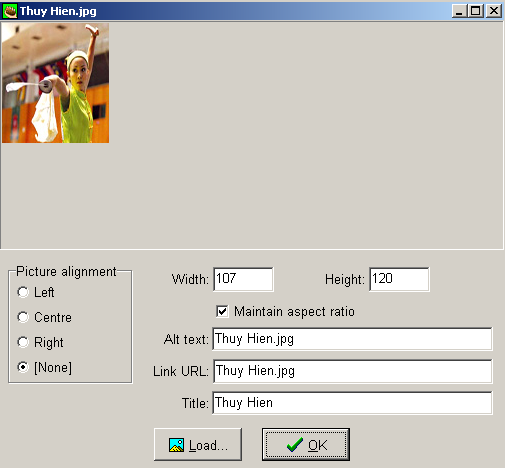 Thuy Hien.jpg
Picture alignment
Left
Centre
Right
[None]
Width: 107 Height: 120
Maintain aspect ratio
Alt text: Thuy Hien.jpg
Link URL: Thuy Hien.jpg
Title: Thuy Hien
Load... OK